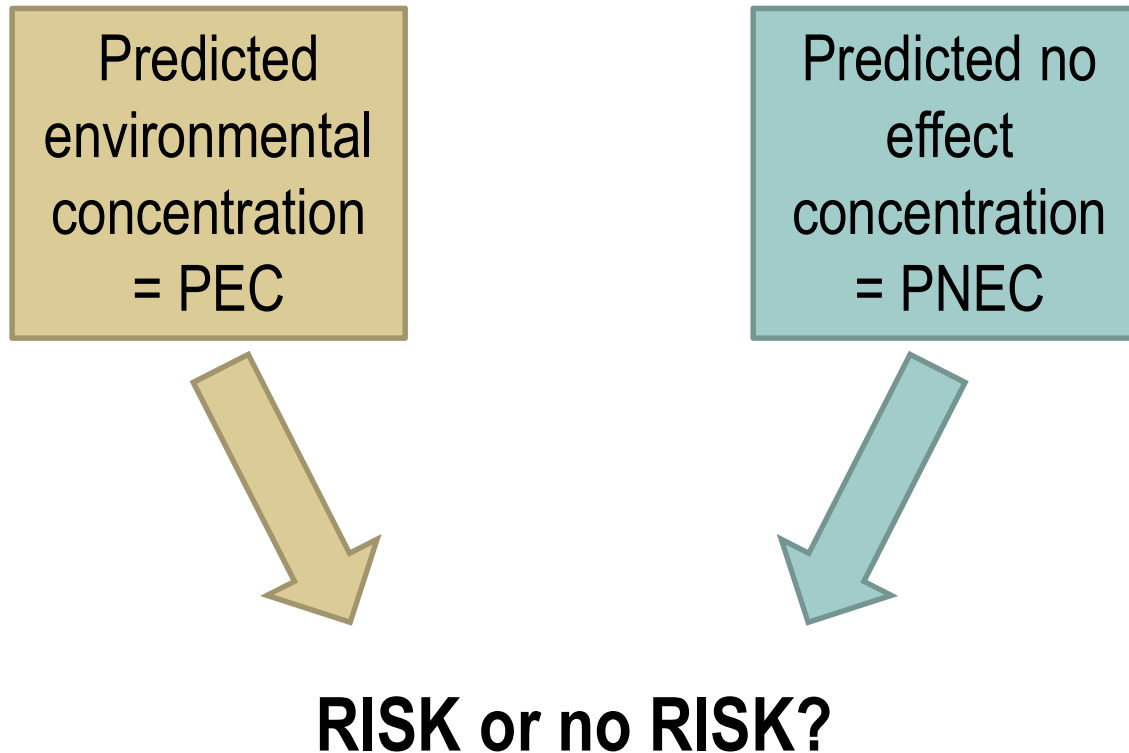 Predicted
environmental
concentration
= PEC
Predicted no
effect
concentration
= PNEC
RISK or no RISK?